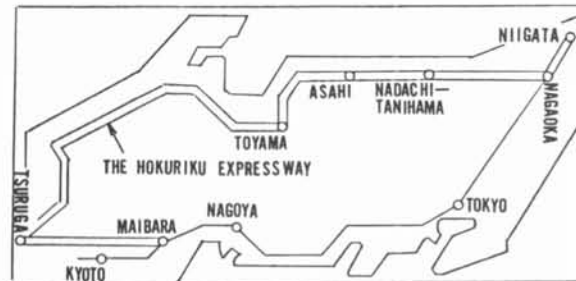 NIIGATA
ASAHI
NADACHI—
TANIHAMA
NAGAOKA
TOYAMA
THE HOKURIKU EXPRESSWAY
TSURUGA
MAIBARA
NAGOYA
TOKYO
KYOTO